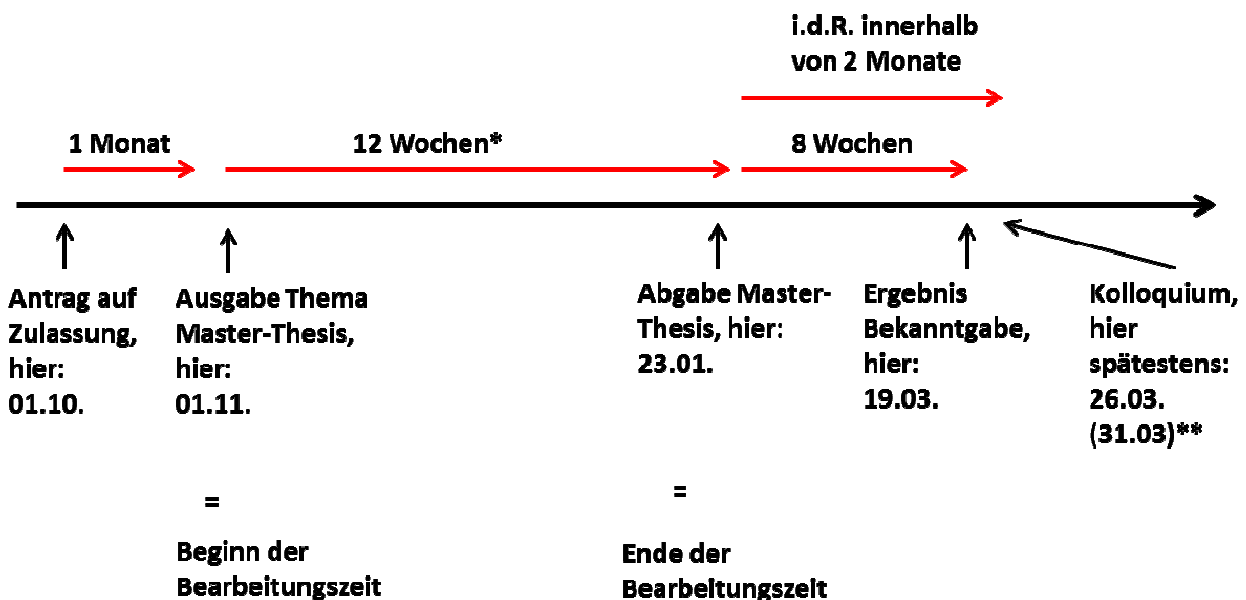 i.d.R. innerhalb
von 2 Monate
1 Monat
12 Wochen*
8 Wochen
Antrag auf
Zulassung,
hier:
01.10.
Ausgabe Thema
Master-Thesis,
hier:
01.11.
Abgabe Master-
Thesis, hier:
23.01.
Ergebnis
Bekanntgabe,
hier:
19.03.
Kolloquium,
hier
spätestens:
26.03.
(31.03)**
=
=
Beginn der
Bearbeitungszeit
Ende der
Bearbeitungszeit